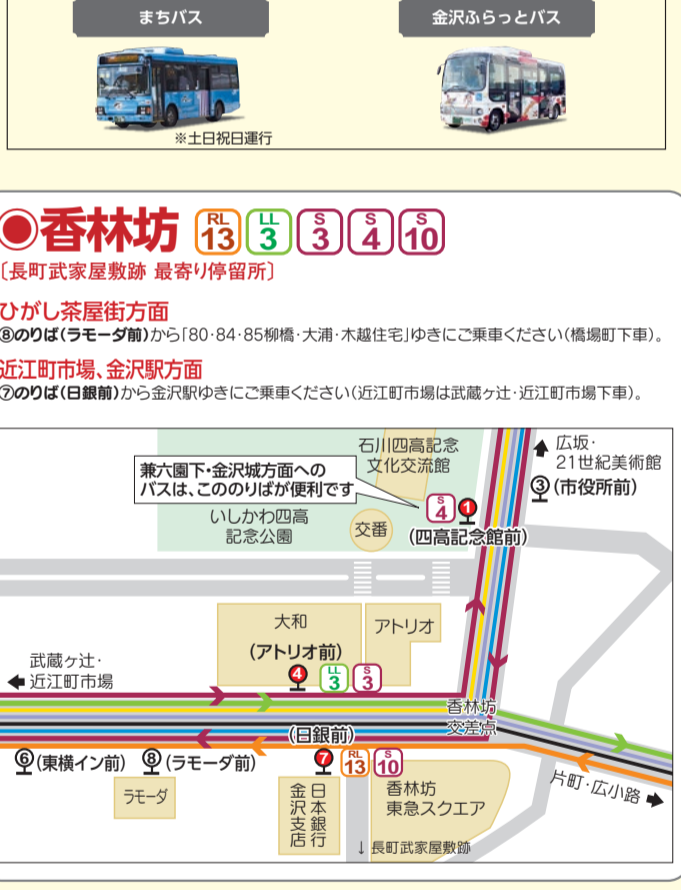 まちバス
金沢ふらっとバス
※土日祝日運行
◉香林坊 RL13 LL3 S3 S4 S10
〔長町武家屋敷跡 最寄り停留所〕
ひがし茶屋街方面
⑧のりば(ラモーダ前)から「80・84・85柳橋・大浦・木越住宅」ゆきにご乗車ください(橋場町下車)。
近江町市場、金沢駅方面
⑦のりば(日銀前)から金沢駅ゆきにご乗車ください(近江町市場は武蔵ヶ辻・近江町市場下車)。
石川四高記念
文化交流館
広坂・
21世紀美術館
③(市役所前)
兼六園下・金沢城方面への
バスは、こののりばが便利です
S4 1
(四高記念館前)
いしかわ四高
記念公園
交番
大和
アトリオ
(アトリオ前)
4 LL3 S3
武蔵ヶ辻・
近江町市場
香林坊
交差点
(日銀前)
⑥(東横イン前)
⑧(ラモーダ前)
7 RL13 S10
ラモーダ
日本銀行
金沢支店
香林坊
東急スクエア
片町・広小路
↓長町武家屋敷跡